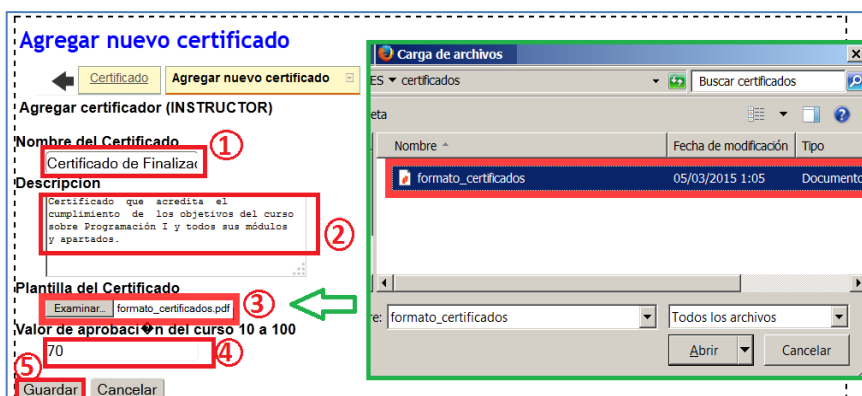 Agregar nuevo certificado
Certificado
Agregar nuevo certificado
Agregar certificador (INSTRUCTOR)
Nombre del Certificado
1
Certificado de Finalizac
Descripcion
Certificado que acredita el
cumplimiento de los objetivos del curso
sobre Programación I y todos sus módulos
y apartados.
2
Plantilla del Certificado
Examinar... formato_certificados.pdf
3
Valor de aprobaci�n del curso 10 a 100
70
4
5
Guardar Cancelar
Carga de archivos
ES certificados
Buscar certificados
eta
Nombre Fecha de modificación Tipo
formato_certificados 05/03/2015 1:05 Documento
re: formato_certificados Todos los archivos
Abrir Cancelar